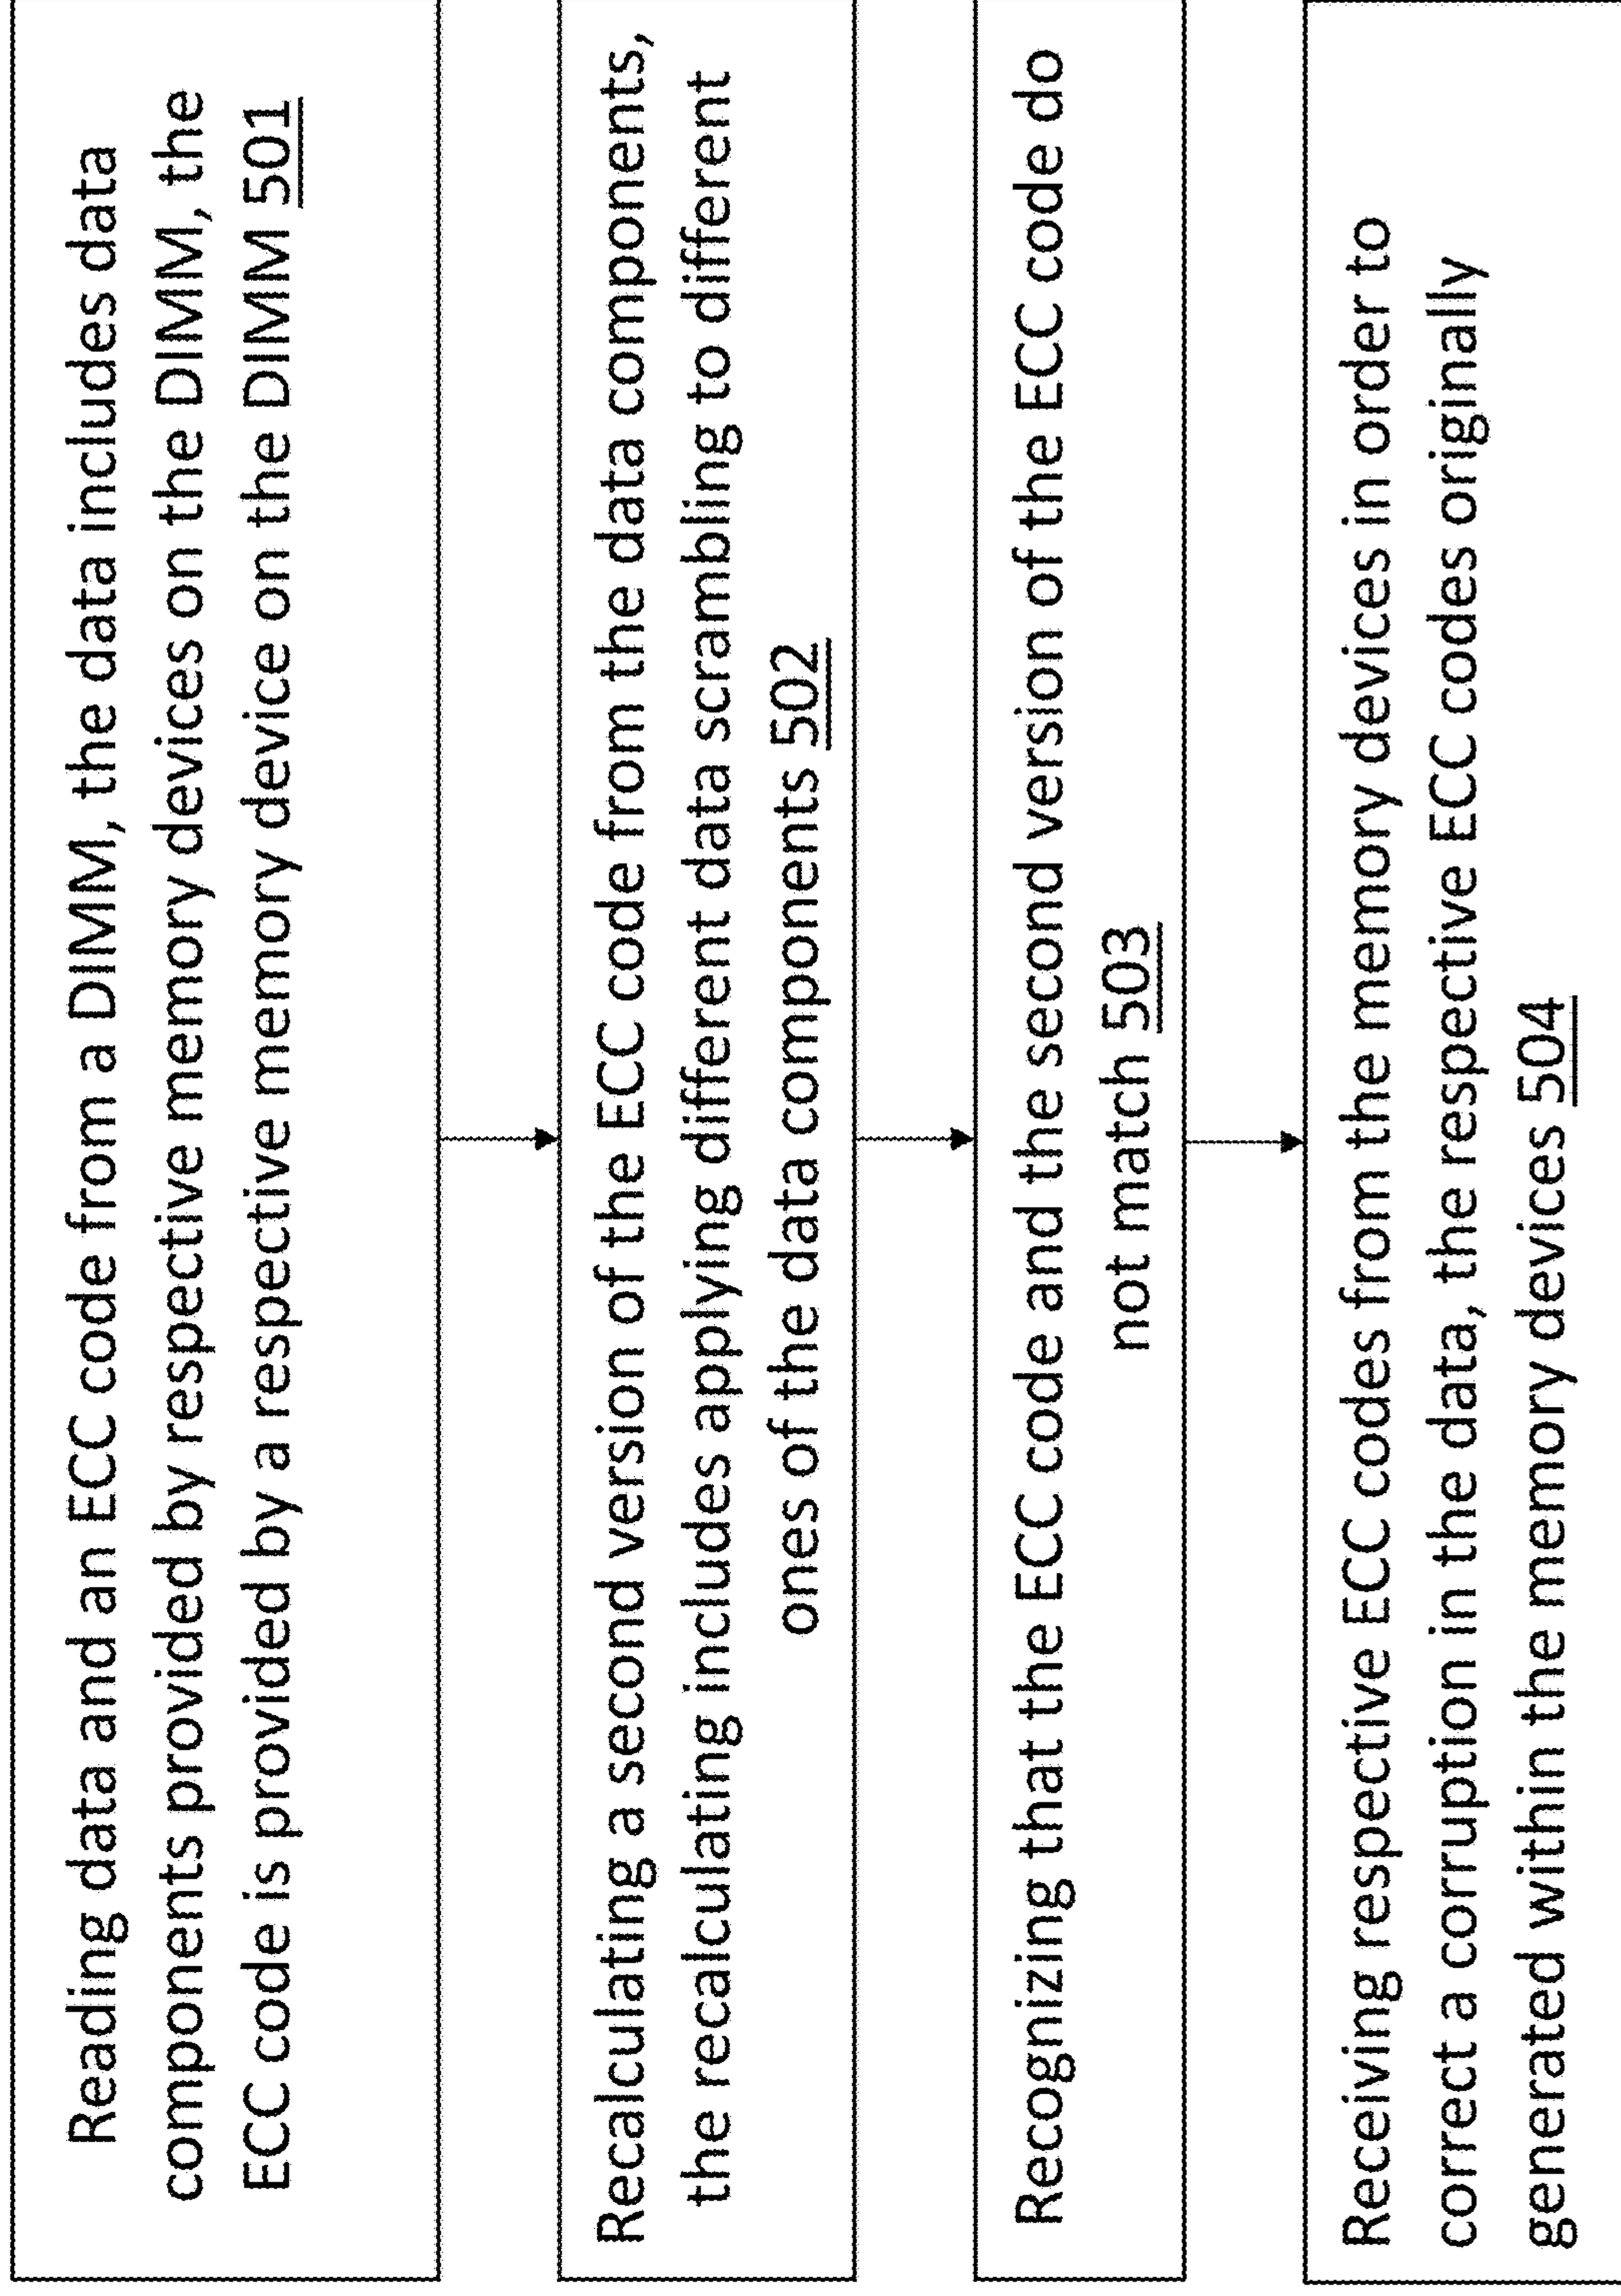 Reading data and an ECC code from a DIMM, the data includes data
components provided by respective memory devices on the DIMM, the
ECC code is provided by a respective memory device on the DIMM 501
Recalculating a second version of the ECC code from the data components,
the recalculating includes applying different data scrambling to different
ones of the data components 502
Recognizing that the ECC code and the second version of the ECC code do
not match 503
Receiving respective ECC codes from the memory devices in order to
correct a corruption in the data, the respective ECC codes originally
generated within the memory devices 504